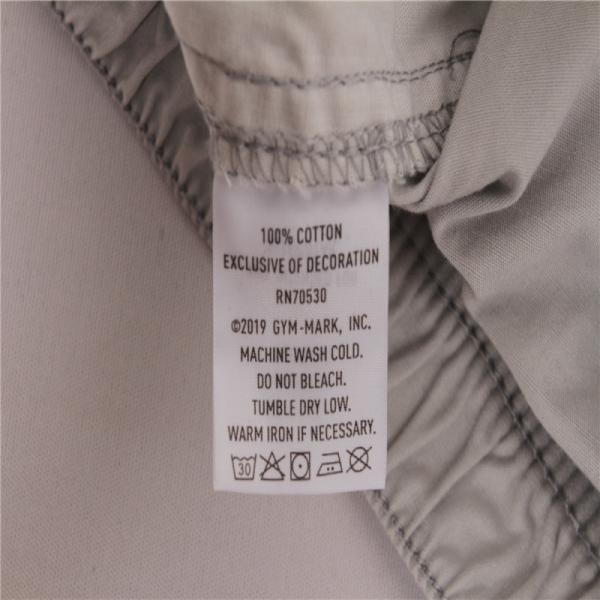 100% COTTON
EXCLUSIVE OF DECORATION
RN70530
©2019 GYM-MARK, INC.
MACHINE WASH COLD.
DO NOT BLEACH.
TUMBLE DRY LOW.
WARM IRON IF NECESSARY.
30